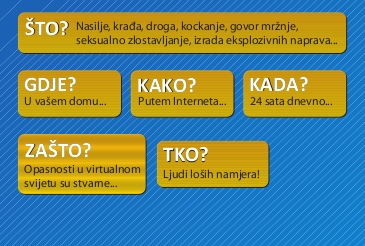 ŠTO? Nasilje, krađa, droga, kockanje, govor mržnje,
seksualno zlostavljanje, izrada eksplozivnih naprava...
GDJE?
U vašem domu...
KAKO?
Putem Interneta...
KADA?
24 sata dnevno...
ZAŠTO?
Opasnosti u virtualnom
svijetu su stvarne...
TKO?
Ljudi loših namjera!